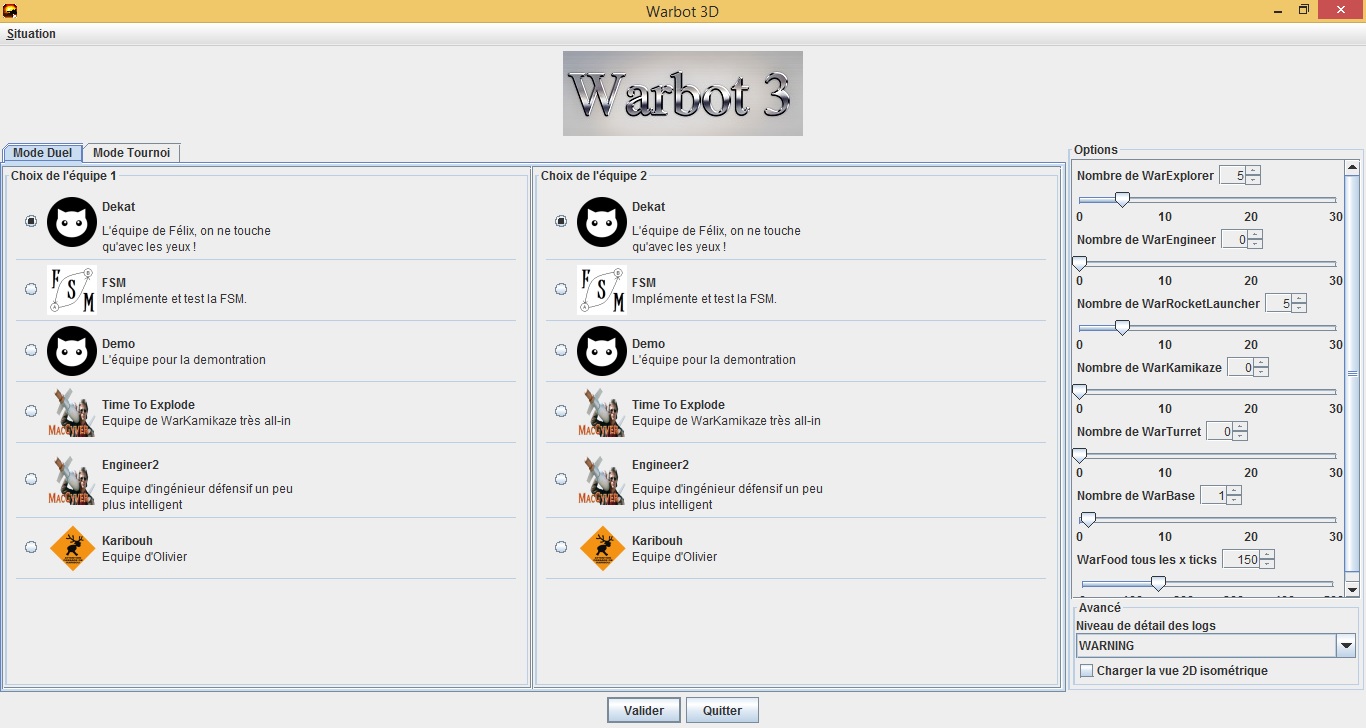 Warbot 3D
Situation
Warbot 3
Mode Duel
Mode Tournoi
Choix de l'équipe 1
Dekat
L'équipe de Félix, on ne touche
qu'avec les yeux !
FSM
FSM
Implémente et test la FSM.
Demo
L'équipe pour la demontration
MACGYVER
Time To Explode
Equipe de WarKamikaze très all-in
MACGYVER
Engineer2
Equipe d'ingénieur défensif un peu
plus intelligent
Karibouh
Equipe d'Olivier
Choix de l'équipe 2
Dekat
L'équipe de Félix, on ne touche
qu'avec les yeux !
FSM
FSM
Implémente et test la FSM.
Demo
L'équipe pour la demontration
MACGYVER
Time To Explode
Equipe de WarKamikaze très all-in
MACGYVER
Engineer2
Equipe d'ingénieur défensif un peu
plus intelligent
Karibouh
Equipe d'Olivier
Options
Nombre de WarExplorer 5
0 10 20 30
Nombre de WarEngineer 0
0 10 20 30
Nombre de WarRocketLauncher 5
0 10 20 30
Nombre de WarKamikaze 0
0 10 20 30
Nombre de WarTurret 0
0 10 20 30
Nombre de WarBase 1
0 10 20 30
WarFood tous les x ticks 150
Avancé
Niveau de détail des logs
WARNING
Charger la vue 2D isométrique
Valider
Quitter